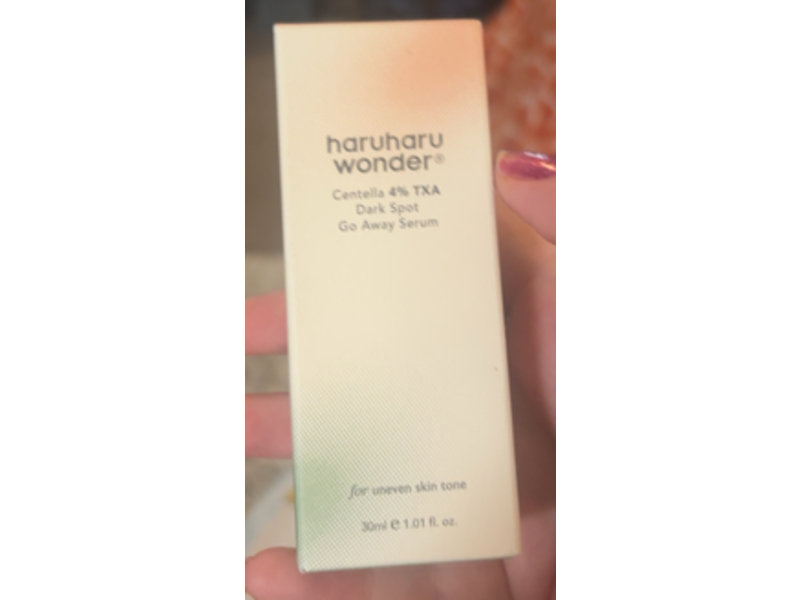 haruharu
wonder®
Centella 4% TXA
Dark Spot
Go Away Serum
for uneven skin tone
30ml e 1.01 fl. oz.